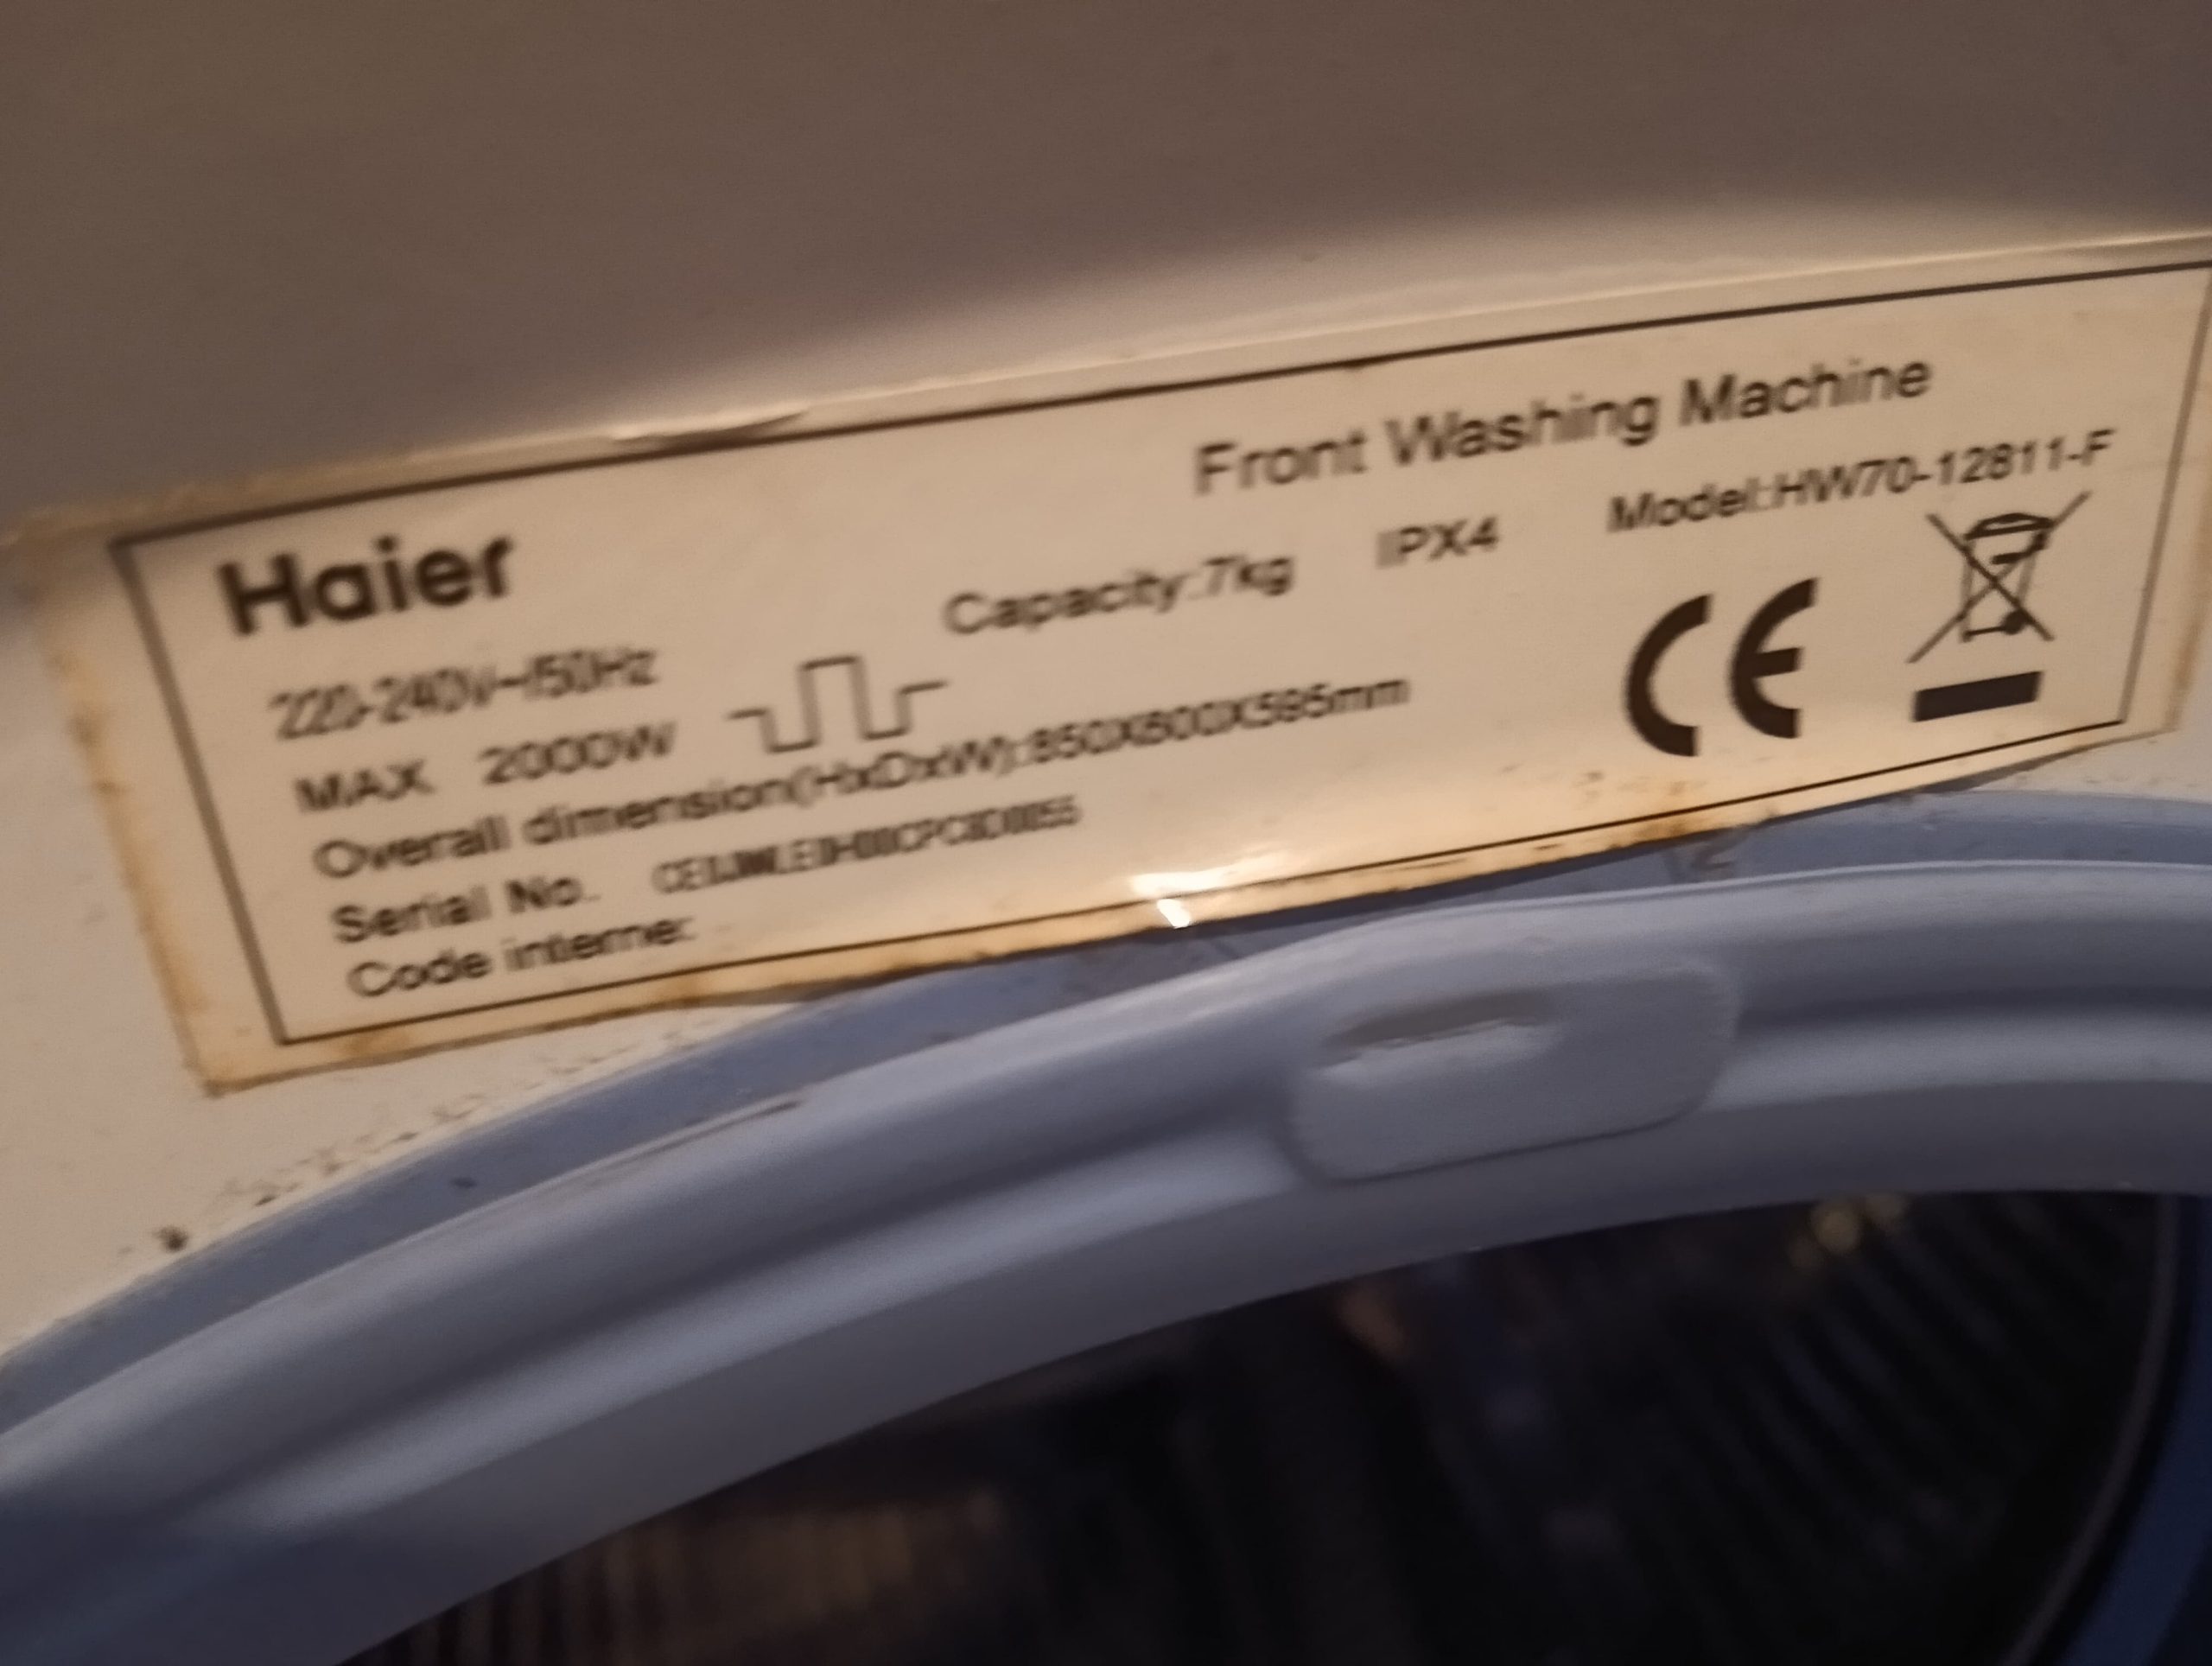 Haier
Front Washing Machine
220-240V~/50Hz
Capacity:7kg IPX4 Model:HW70-12811-F
MAX 2000W
Overall dimension(HxDxW):850X600X595mm
Serial No.
Code interne:
CE